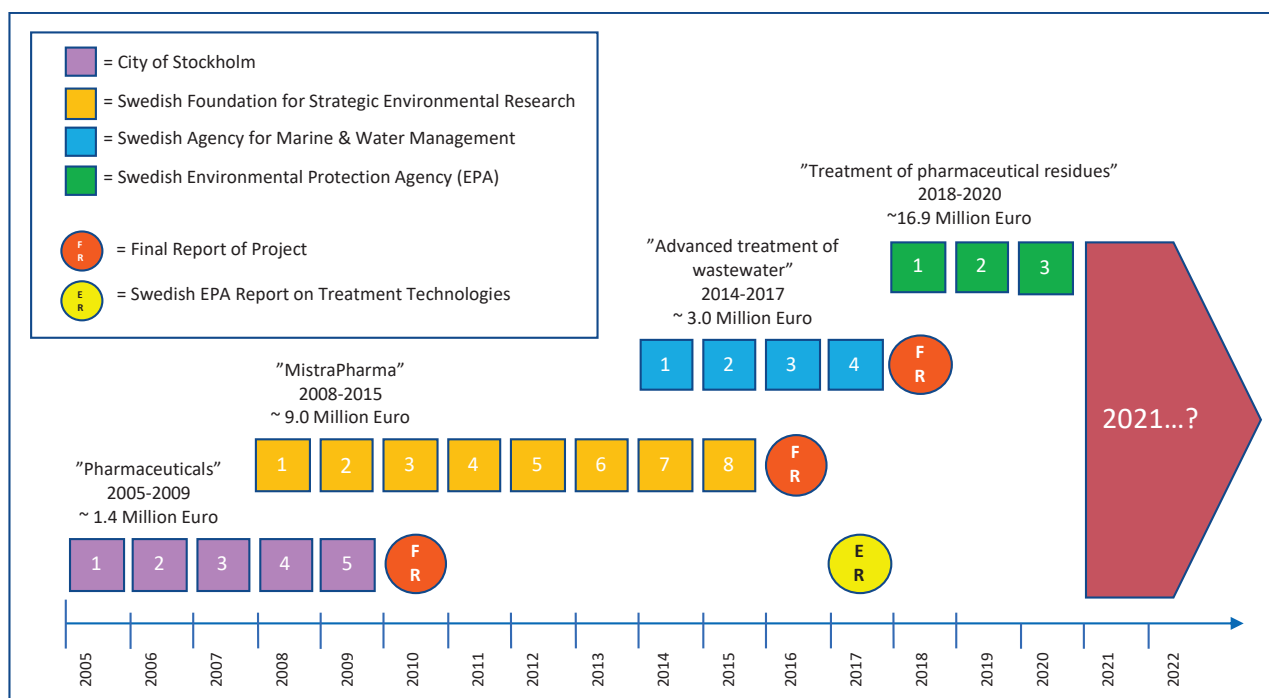 = City of Stockholm
= Swedish Foundation for Strategic Environmental Research
= Swedish Agency for Marine & Water Management
= Swedish Environmental Protection Agency (EPA)
F
R
= Final Report of Project
E
R
= Swedish EPA Report on Treatment Technologies
”Treatment of pharmaceutical residues”
2018-2020
~16.9 Million Euro
1 2 3
”Advanced treatment of
wastewater”
2014-2017
~ 3.0 Million Euro
1 2 3 4
F
R
”MistraPharma”
2008-2015
~ 9.0 Million Euro
1 2 3 4 5 6 7 8
F
R
2021...?
”Pharmaceuticals”
2005-2009
~ 1.4 Million Euro
1 2 3 4 5
F
R
E
R
2005 2006 2007 2008 2009 2010 2011 2012 2013 2014 2015 2016 2017 2018 2019 2020 2021 2022